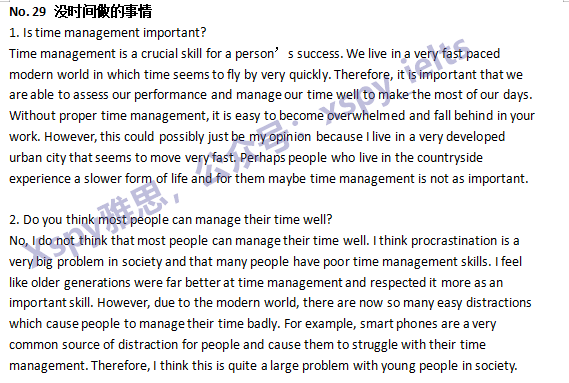 No. 29 没时间做的事情
1. Is time management important?
Time management is a crucial skill for a person’s success. We live in a very fast paced
modern world in which time seems to fly by very quickly. Therefore, it is important that we
are able to assess our performance and manage our time well to make the most of our days.
Without proper time management, it is easy to become overwhelmed and fall behind in your
work. However, this could possibly just be my opinion because I live in a very developed
urban city that seems to move very fast. Perhaps people who live in the countryside
experience a slower form of life and for them maybe time management is not as important.
2. Do you think most people can manage their time well?
No, I do not think that most people can manage their time well. I think procrastination is a
very big problem in society and that many people have poor time management skills. I feel
like older generations were far better at time management and respected it more as an
important skill. However, due to the modern world, there are now so many easy distractions
which cause people to manage their time badly. For example, smart phones are a very
common source of distraction for people and cause them to struggle with their time
management. Therefore, I think this is quite a large problem with young people in society.
Xspy雅思，公众号：xspy ielts